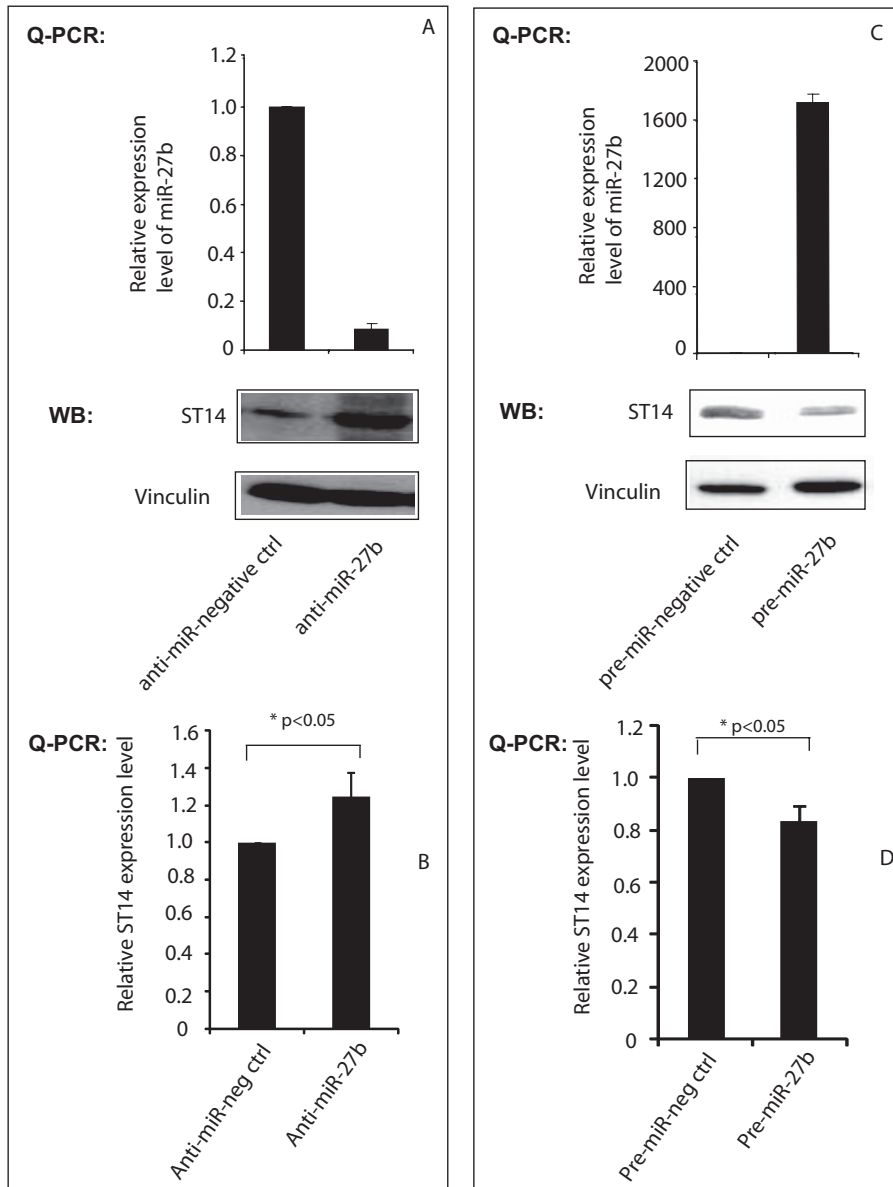 Q-PCR:
A
Relative expression
level of miR-27b
1.2
1.0
0.8
0.6
0.4
0.2
0
WB:
ST14
Vinculin
anti-miR-negative ctrl
anti-miR-27b
Q-PCR:
Relative ST14 expression level
1.6
1.4
1.2
1.0
0.8
0.6
0.4
0.2
0
* p<0.05
B
Anti-miR-neg ctrl
Anti-miR-27b
Q-PCR:
C
Relative expression
level of miR-27b
2000
1600
1200
800
400
0
ST14
Vinculin
pre-miR-negative ctrl
pre-miR-27b
Q-PCR:
Relative ST14 expression level
1.2
1.0
0.8
0.6
0.4
0.2
0
* p<0.05
D
Pre-miR-neg ctrl
Pre-miR-27b